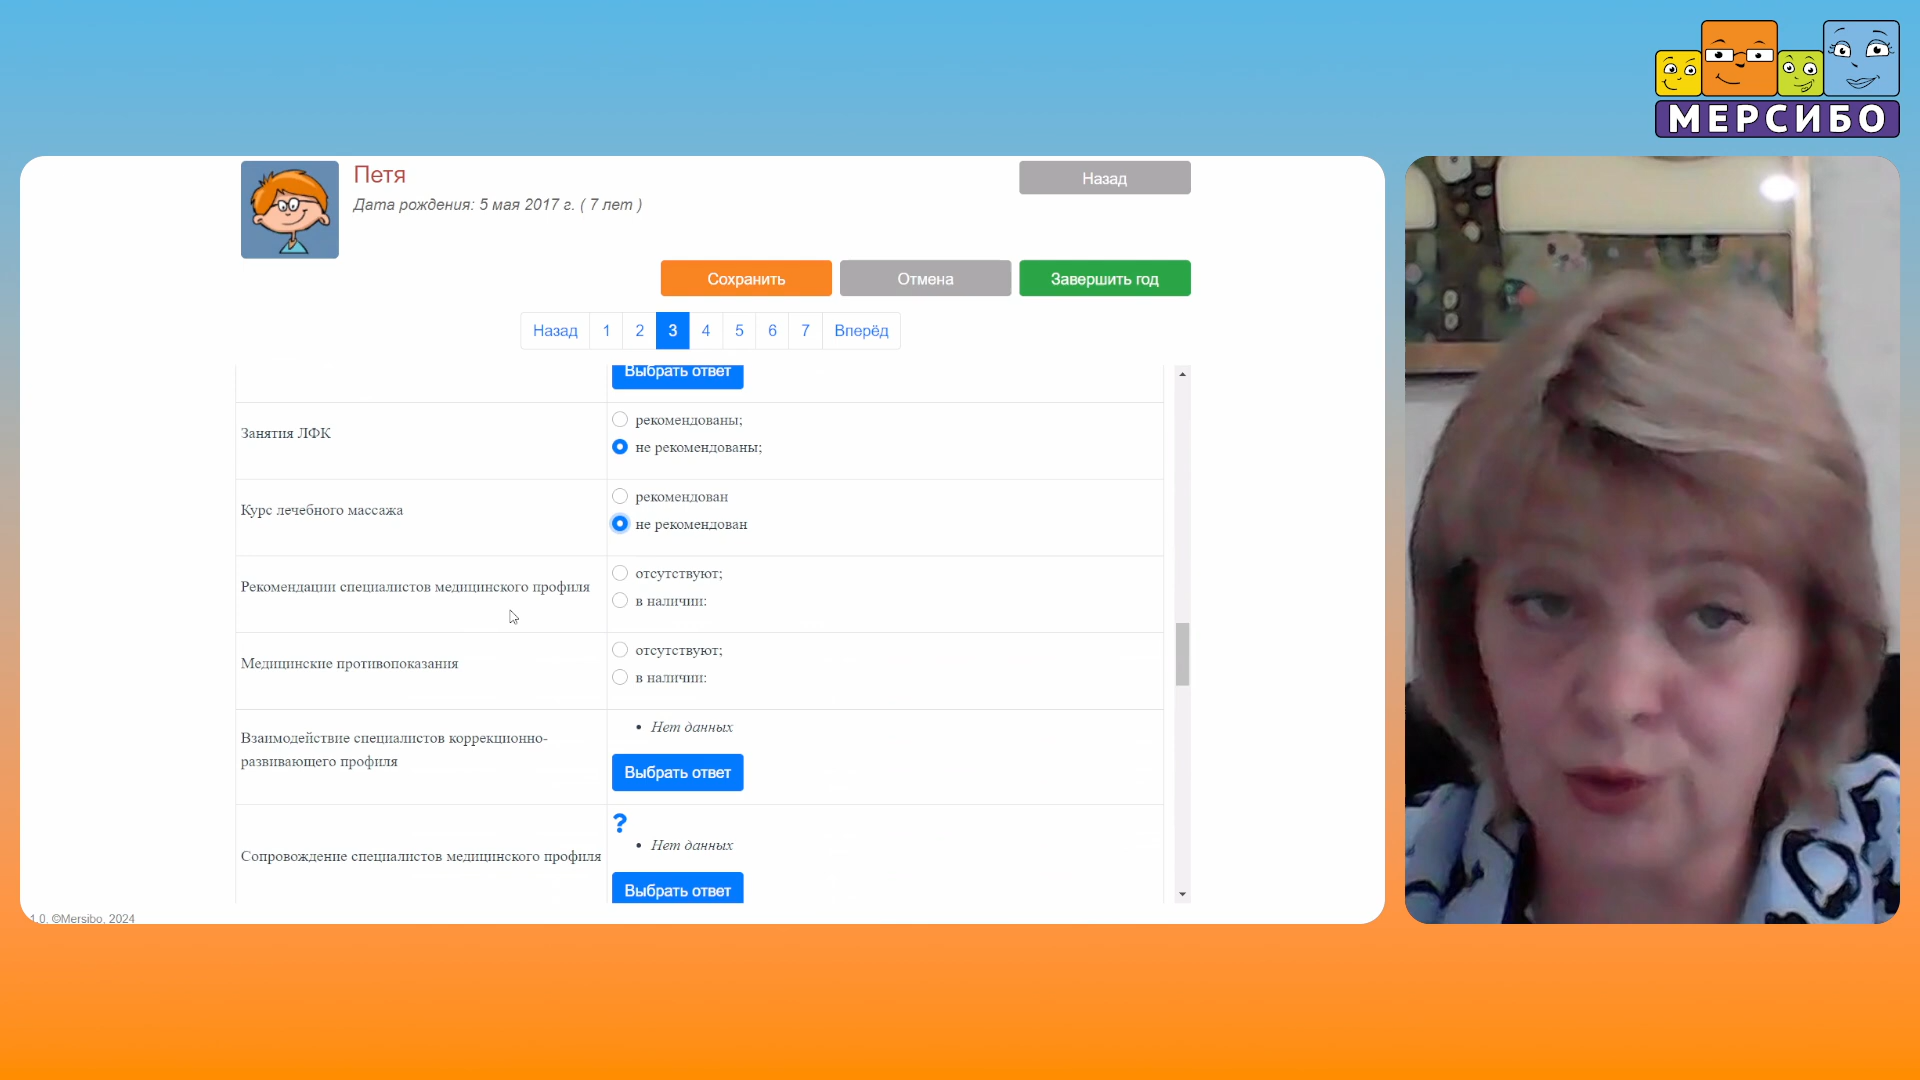 МЕРСИБО
Петя
Назад
Дата рождения: 5 мая 2017 г. ( 7 лет )
Сохранить
Отмена
Завершить год
Назад 1 2 3 4 5 6 7 Вперёд
Выбрать ответ
Занятия ЛФК
рекомендованы;
не рекомендованы;
Курс лечебного массажа
рекомендован
не рекомендован
Рекомендации специалистов медицинского профиля
отсутствуют;
в наличии:
Медицинские противопоказания
отсутствуют;
в наличии:
Взаимодействие специалистов коррекционно-
развивающего профиля
• Нет данных
Выбрать ответ
Сопровождение специалистов медицинского профиля
?
• Нет данных
Выбрать ответ
1.0. ©Mersibo, 2024